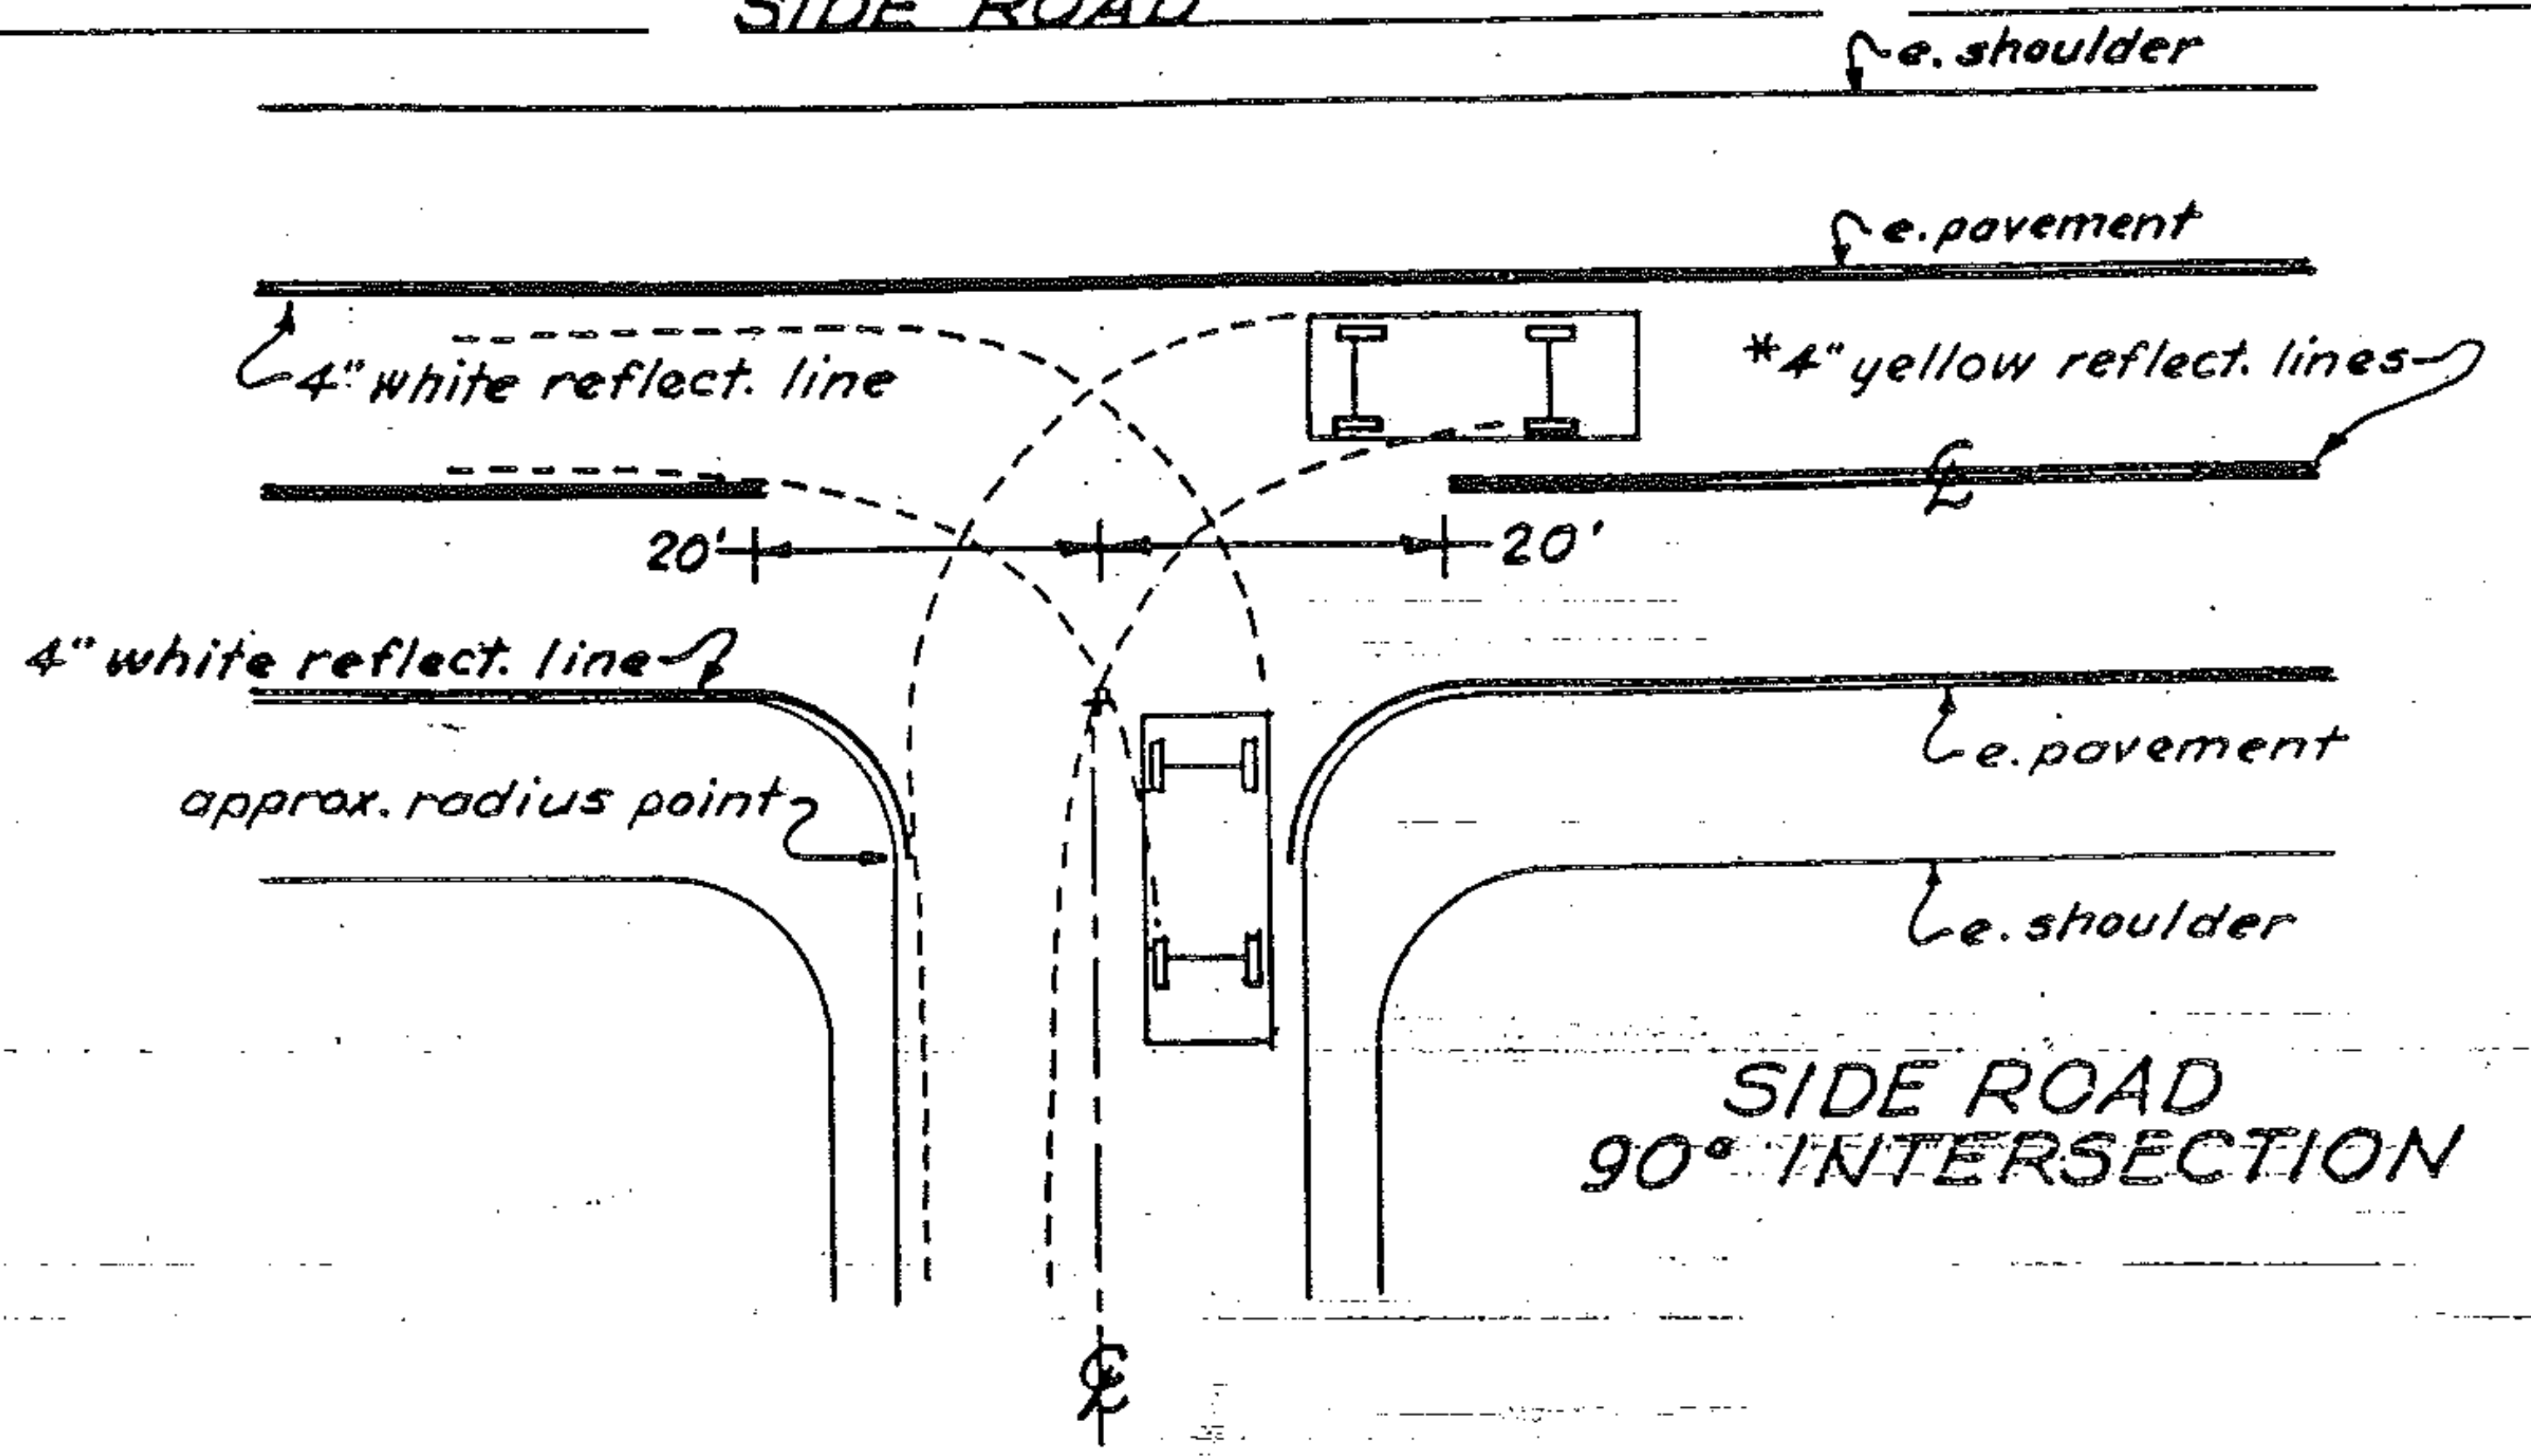 SIDE ROAD
e. shoulder
e. pavement
4" white reflect. line
*4" yellow reflect. lines
℄
20'
20'
4" white reflect. line
e. pavement
approx. radius point
e. shoulder
SIDE ROAD
90° INTERSECTION
℄